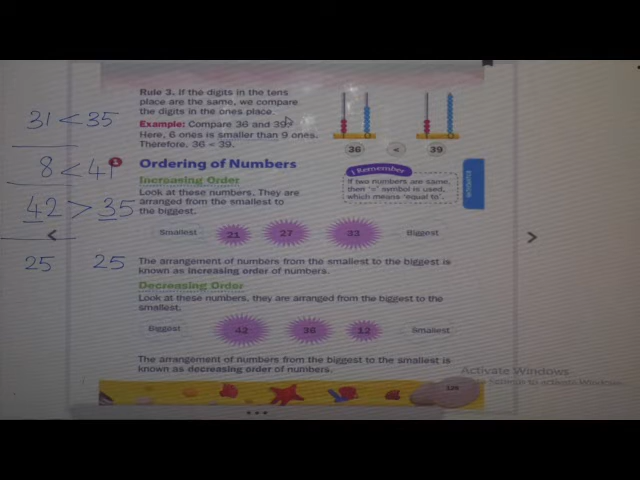 Rule 3. If the digits in the tens
place are the same, we compare
the digits in the ones place.
Example: Compare 36 and 39.
Here, 6 ones is smaller than 9 ones.
Therefore, 36 < 39.
36 < 39
31 < 35
8 < 41
42 > 35
25 25
Ordering of Numbers
Increasing Order
Look at these numbers. They are
arranged from the smallest to
the biggest.
I Remember
If two numbers are same,
then "=" symbol is used,
which means "equal to".
Smallest 21 27 33 Biggest
The arrangement of numbers from the smallest to the biggest is
known as increasing order of numbers.
Decreasing Order
Look at these numbers, they are arranged from the biggest to the
smallest.
Biggest 42 36 12 Smallest
The arrangement of numbers from the biggest to the smallest is
known as decreasing order of numbers.
Activate Windows
Go to Settings to activate Windows.